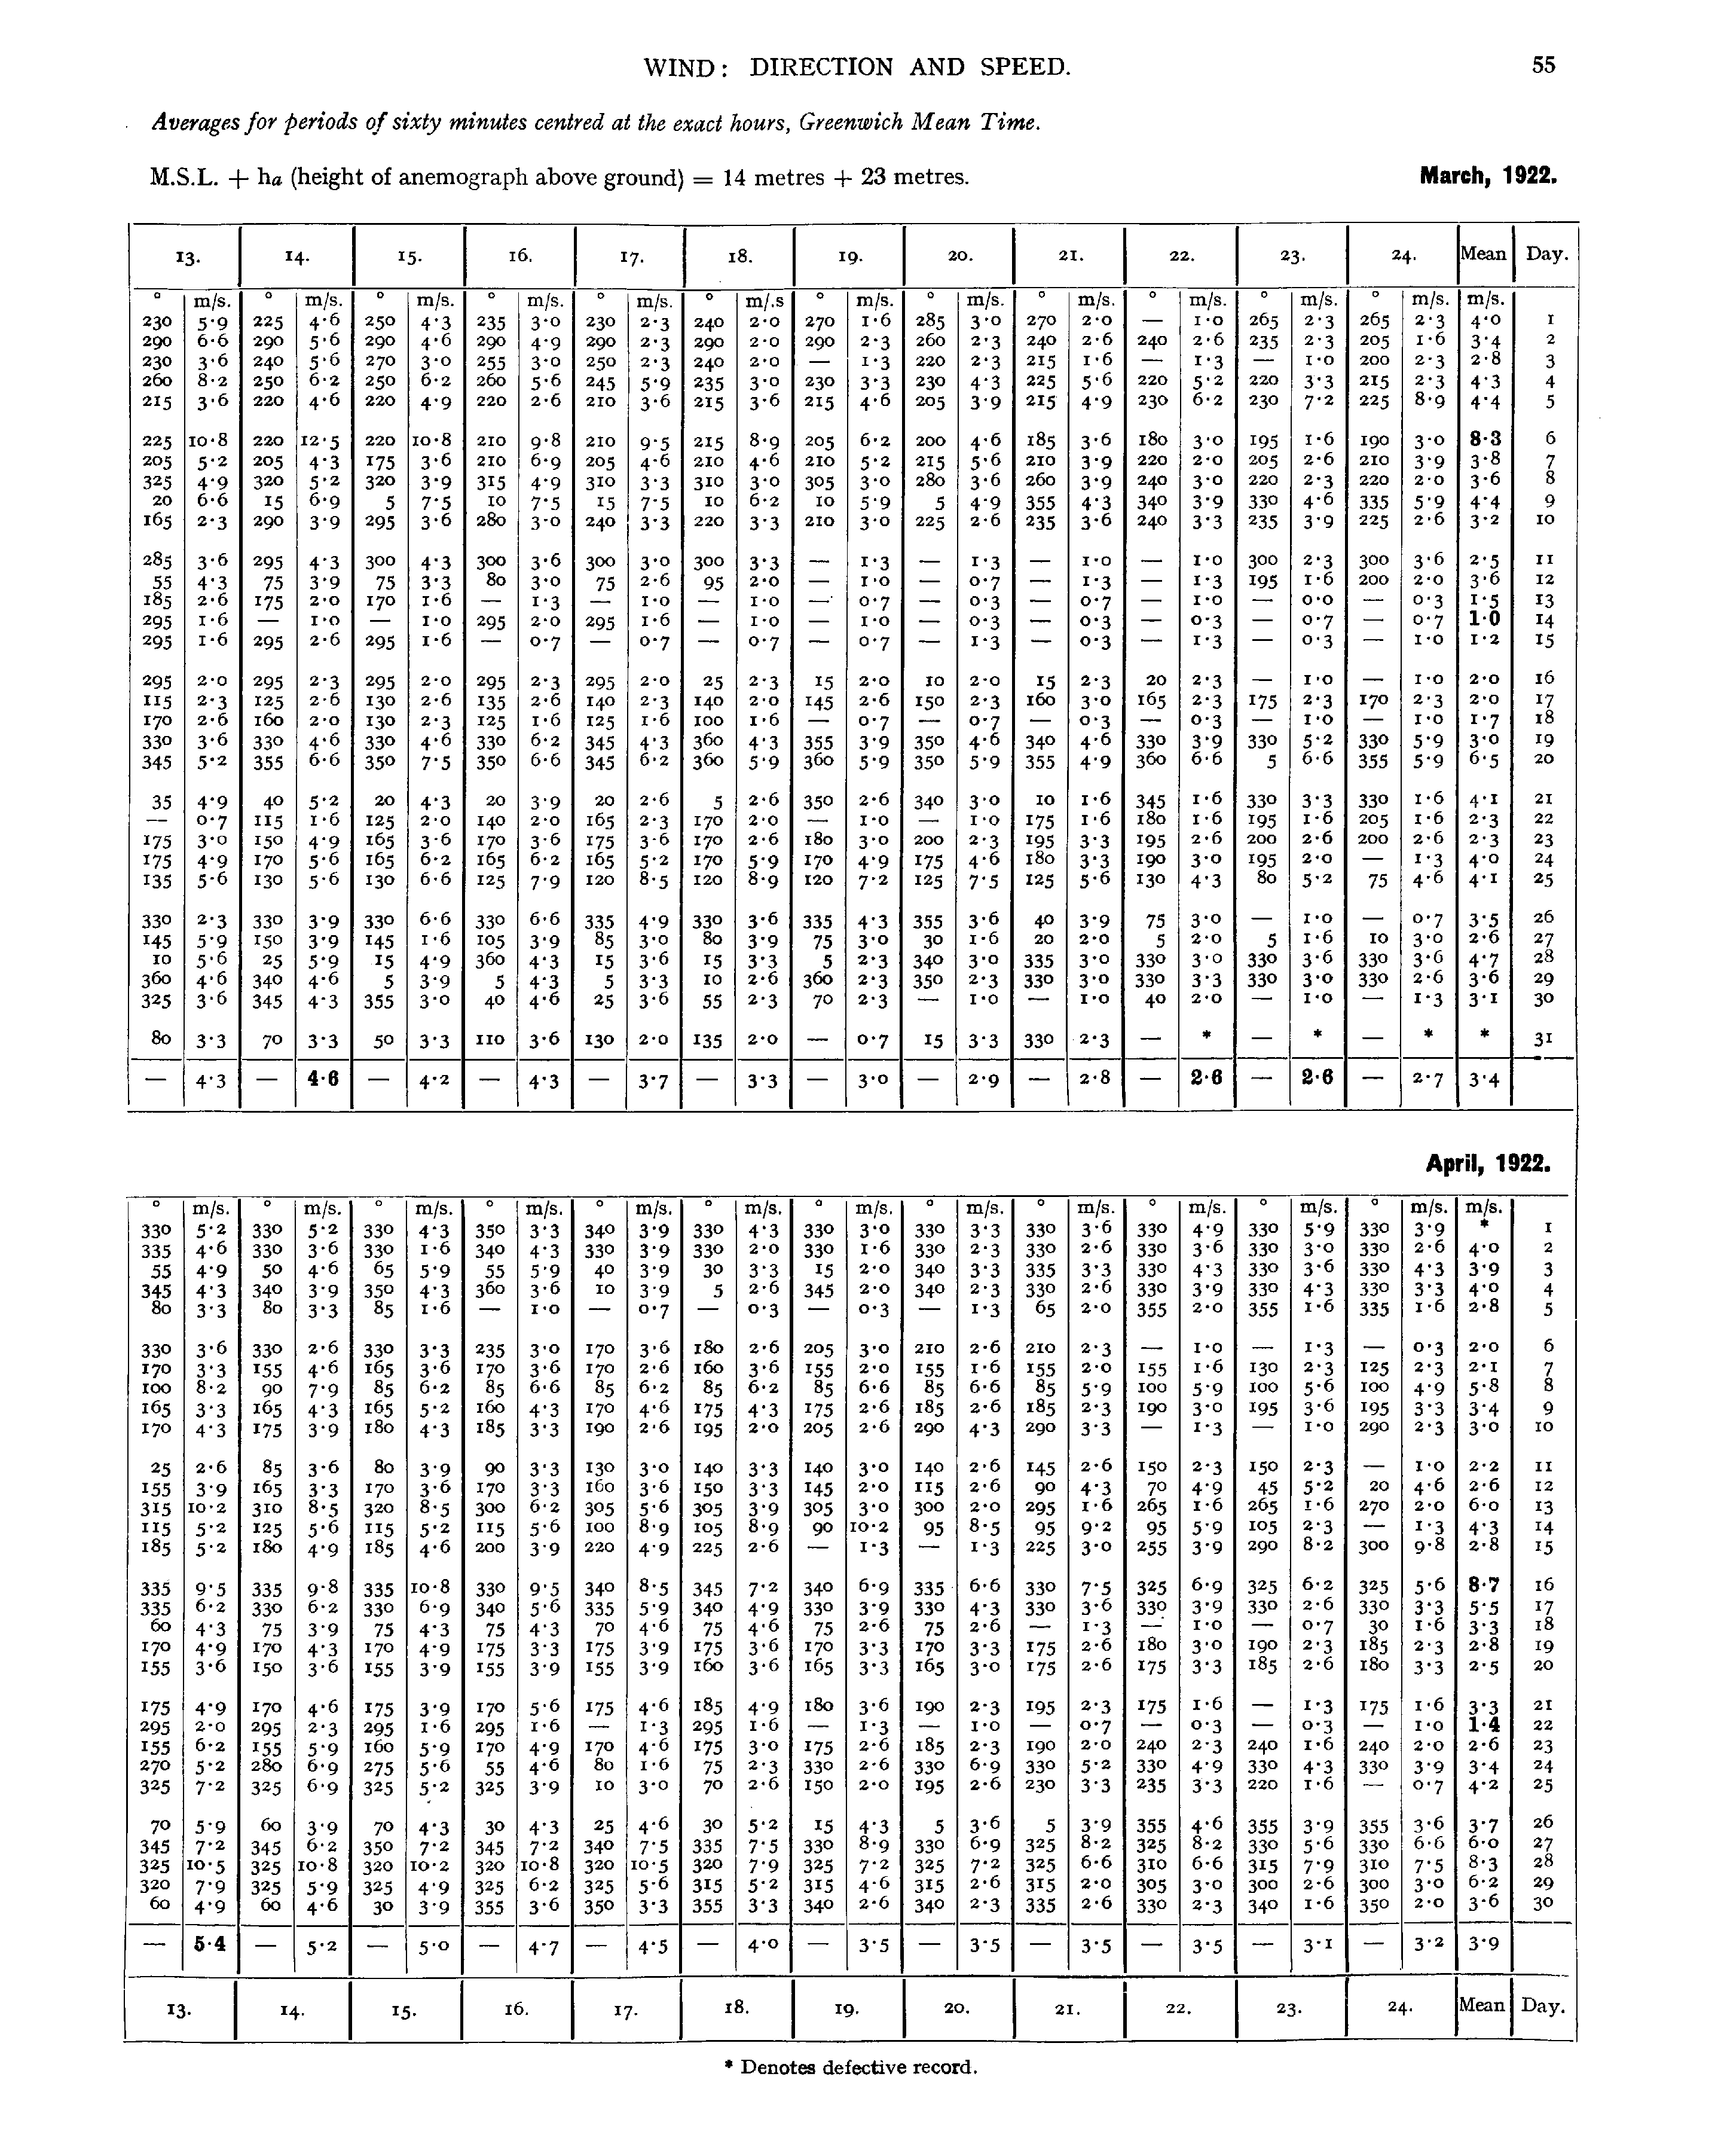 WIND: DIRECTION AND SPEED. 55
Averages for periods of sixty minutes centred at the exact hours, Greenwich Mean Time.
M.S.L. + ha (height of anemograph above ground) = 14 metres + 23 metres. March, 1922.
13. 14. 15. 16. 17. 18. 19. 20. 21. 22. 23. 24. Mean Day.
° m/s. ° m/s. ° m/s. ° m/s. ° m/s. ° m/.s ° m/s. ° m/s. ° m/s. ° m/s. ° m/s. ° m/s. m/s.
230 5·9 225 4·6 250 4·3 235 3·0 230 2·3 240 2·0 270 1·6 285 3·0 270 2·0 — 1·0 265 2·3 265 2·3 4·0 1
290 6·6 290 5·6 290 4·6 290 4·9 290 2·3 290 2·0 290 2·3 260 2·3 240 2·6 240 2·6 235 2·3 205 1·6 3·4 2
230 3·6 240 5·6 270 3·0 255 3·0 250 2·3 240 2·0 — 1·3 220 2·3 215 1·6 — 1·3 — 1·0 200 2·3 2·8 3
260 8·2 250 6·2 250 6·2 260 5·6 245 5·9 235 3·0 230 3·3 230 4·3 225 5·6 220 5·2 220 3·3 215 2·3 4·3 4
215 3·6 220 4·6 220 4·9 220 2·6 210 3·6 215 3·6 215 4·6 205 3·9 215 4·9 230 6·2 230 7·2 225 8·9 4·4 5
225 10·8 220 12·5 220 10·8 210 9·8 210 9·5 215 8·9 205 6·2 200 4·6 185 3·6 180 3·0 195 1·6 190 3·0 8·3 6
205 5·2 205 4·3 175 3·6 210 6·9 205 4·6 210 4·6 210 5·2 215 5·6 210 3·9 220 2·0 205 2·6 210 3·9 3·8 7
325 4·9 320 5·2 320 3·9 315 4·9 310 3·3 310 3·0 305 3·0 280 3·6 260 3·9 240 3·0 220 2·3 220 2·0 3·6 8
20 6·6 15 6·9 5 7·5 10 7·5 15 7·5 10 6·2 10 5·9 5 4·9 355 4·3 340 3·9 330 4·6 335 5·9 4·4 9
165 2·3 290 3·9 295 3·6 280 3·0 240 3·3 220 3·3 210 3·0 225 2·6 235 3·6 240 3·3 235 3·9 225 2·6 3·2 10
285 3·6 295 4·3 300 4·3 300 3·6 300 3·0 300 3·3 — 1·3 — 1·3 — 1·0 — 1·0 300 2·3 300 3·6 2·5 11
55 4·3 75 3·9 75 3·3 80 3·0 75 2·6 95 2·0 — 1·0 — 0·7 — 1·3 — 1·3 195 1·6 200 2·0 3·6 12
185 2·6 175 2·0 170 1·6 — 1·3 — 1·0 — 1·0 — 0·7 — 0·3 — 0·7 — 1·0 — 0·0 — 0·3 1·5 13
295 1·6 — 1·0 — 1·0 295 2·0 295 1·6 — 1·0 — 1·0 — 0·3 — 0·3 — 0·3 — 0·7 — 0·7 1·0 14
295 1·6 295 2·6 295 1·6 — 0·7 — 0·7 — 0·7 — 0·7 — 1·3 — 0·3 — 1·3 — 0·3 — 1·0 1·2 15
295 2·0 295 2·3 295 2·0 295 2·3 295 2·0 25 2·3 15 2·0 10 2·0 15 2·3 20 2·3 — 1·0 — 1·0 2·0 16
115 2·3 125 2·6 130 2·6 135 2·6 140 2·3 140 2·0 145 2·6 150 2·3 160 3·0 165 2·3 175 2·3 170 2·3 2·0 17
170 2·6 160 2·0 130 2·3 125 1·6 125 1·6 100 1·6 — 0·7 — 0·7 — 0·3 — 0·3 — 1·0 — 1·0 1·7 18
330 3·6 330 4·6 330 4·6 330 6·2 345 4·3 360 4·3 355 3·9 350 4·6 340 4·6 330 3·9 330 5·2 330 5·9 3·0 19
345 5·2 355 6·6 350 7·5 350 6·6 345 6·2 360 5·9 360 5·9 350 5·9 355 4·9 360 6·6 5 6·6 355 5·9 6·5 20
35 4·9 40 5·2 20 4·3 20 3·9 20 2·6 5 2·6 350 2·6 340 3·0 10 1·6 345 1·6 330 3·3 330 1·6 4·1 21
— 0·7 115 1·6 125 2·0 140 2·0 165 2·3 170 2·0 — 1·0 — 1·0 175 1·6 180 1·6 195 1·6 205 1·6 2·3 22
175 3·0 150 4·9 165 3·6 170 3·6 175 3·6 170 2·6 180 3·0 200 2·3 195 3·3 195 2·6 200 2·6 200 2·6 2·3 23
175 4·9 170 5·6 165 6·2 165 6·2 165 5·2 170 5·9 170 4·9 175 4·6 180 3·3 190 3·0 195 2·0 — 1·3 4·0 24
135 5·6 130 5·6 130 6·6 125 7·9 120 8·5 120 8·9 120 7·2 125 7·5 125 5·6 130 4·3 80 5·2 75 4·6 4·1 25
330 2·3 330 3·9 330 6·6 330 6·6 335 4·9 330 3·6 335 4·3 355 3·6 40 3·9 75 3·0 — 1·0 — 0·7 3·5 26
145 5·9 150 3·9 145 1·6 105 3·9 85 3·0 80 3·9 75 3·0 30 1·6 20 2·0 5 2·0 5 1·6 10 3·0 2·6 27
10 5·6 25 5·9 15 4·9 360 4·3 15 3·6 15 3·3 5 2·3 340 3·0 335 3·0 330 3·0 330 3·6 330 3·6 4·7 28
360 4·6 340 4·6 5 3·9 5 4·3 5 3·3 10 2·6 360 2·3 350 2·3 330 3·0 330 3·3 330 3·0 330 2·6 3·6 29
325 3·6 345 4·3 355 3·0 40 4·6 25 3·6 55 2·3 70 2·3 — 1·0 — 1·0 40 2·0 — 1·0 — 1·3 3·1 30
80 3·3 70 3·3 50 3·3 110 3·6 130 2·0 135 2·0 — 0·7 15 3·3 330 2·3 — * — * — * * 31
— 4·3 — 4·6 — 4·2 — 4·3 — 3·7 — 3·3 — 3·0 — 2·9 — 2·8 — 2·6 — 2·6 — 2·7 3·4
April, 1922.
° m/s. ° m/s. ° m/s. ° m/s. ° m/s. ° m/s. ° m/s. ° m/s. ° m/s. ° m/s. ° m/s. ° m/s. m/s.
330 5·2 330 5·2 330 4·3 350 3·3 340 3·9 330 4·3 330 3·0 330 3·3 330 3·6 330 4·9 330 5·9 330 3·9 * 1
335 4·6 330 3·6 330 1·6 340 4·3 330 3·9 330 2·0 330 1·6 330 2·3 330 2·6 330 3·6 330 3·0 330 2·6 4·0 2
55 4·9 50 4·6 65 5·9 55 5·9 40 3·9 30 3·3 15 2·0 340 3·3 335 3·3 330 4·3 330 3·6 330 4·3 3·9 3
345 4·3 340 3·9 350 4·3 360 3·6 10 3·9 5 2·6 345 2·0 340 2·3 330 2·6 330 3·9 330 4·3 330 3·3 4·0 4
80 3·3 80 3·3 85 1·6 — 1·0 — 0·7 — 0·3 — 0·3 — 1·3 65 2·0 355 2·0 355 1·6 335 1·6 2·8 5
330 3·6 330 2·6 330 3·3 235 3·0 170 3·6 180 2·6 205 3·0 210 2·6 210 2·3 — 1·0 — 1·3 — 0·3 2·0 6
170 3·3 155 4·6 165 3·6 170 3·6 170 2·6 160 3·6 155 2·0 155 1·6 155 2·0 155 1·6 130 2·3 125 2·3 2·1 7
100 8·2 90 7·9 85 6·2 85 6·6 85 6·2 85 6·2 85 6·6 85 6·6 85 5·9 100 5·9 100 5·6 100 4·9 5·8 8
165 3·3 165 4·3 165 5·2 160 4·3 170 4·6 175 4·3 175 2·6 185 2·6 185 2·3 190 3·0 195 3·6 195 3·3 3·4 9
170 4·3 175 3·9 180 4·3 185 3·3 190 2·6 195 2·0 205 2·6 290 4·3 290 3·3 — 1·3 — 1·0 290 2·3 3·0 10
25 2·6 85 3·6 80 3·9 90 3·3 130 3·0 140 3·3 140 3·0 140 2·6 145 2·6 150 2·3 150 2·3 — 1·0 2·2 11
155 3·9 165 3·3 170 3·6 170 3·3 160 3·6 150 3·3 145 2·0 115 2·6 90 4·3 70 4·9 45 5·2 20 4·6 2·6 12
315 10·2 310 8·5 320 8·5 300 6·2 305 5·6 305 3·9 305 3·0 300 2·0 295 1·6 265 1·6 265 1·6 270 2·0 6·0 13
115 5·2 125 5·6 115 5·2 115 5·6 100 8·9 105 8·9 90 10·2 95 8·5 95 9·2 95 5·9 105 2·3 — 1·3 4·3 14
185 5·2 180 4·9 185 4·6 200 3·9 220 4·9 225 2·6 — 1·3 — 1·3 225 3·0 255 3·9 290 8·2 300 9·8 2·8 15
335 9·5 335 9·8 335 10·8 330 9·5 340 8·5 345 7·2 340 6·9 335 6·6 330 7·5 325 6·9 325 6·2 325 5·6 8·7 16
335 6·2 330 6·2 330 6·9 340 5·6 335 5·9 340 4·9 330 3·9 330 4·3 330 3·6 330 3·9 330 2·6 330 3·3 5·5 17
60 4·3 75 3·9 75 4·3 75 4·3 70 4·6 75 4·6 75 2·6 75 2·6 — 1·3 — 1·0 — 0·7 30 1·6 3·3 18
170 4·9 170 4·3 170 4·9 175 3·3 175 3·9 175 3·6 170 3·3 170 3·3 175 2·6 180 3·0 190 2·3 185 2·3 2·8 19
155 3·6 150 3·6 155 3·9 155 3·9 155 3·9 160 3·6 165 3·3 165 3·0 175 2·6 175 3·3 185 2·6 180 3·3 2·5 20
175 4·9 170 4·6 175 3·9 170 5·6 175 4·6 185 4·9 180 3·6 190 2·3 195 2·3 175 1·6 — 1·3 175 1·6 3·3 21
295 2·0 295 2·3 295 1·6 295 1·6 — 1·3 295 1·6 — 1·3 — 1·0 — 0·7 — 0·3 — 0·3 — 1·0 1·4 22
155 6·2 155 5·9 160 5·9 170 4·9 170 4·6 175 3·0 175 2·6 185 2·3 190 2·0 240 2·3 240 1·6 240 2·0 2·6 23
270 5·2 280 6·9 275 5·6 55 4·6 80 1·6 75 2·3 330 2·6 330 6·9 330 5·2 330 4·9 330 4·3 330 3·9 3·4 24
325 7·2 325 6·9 325 5·2 325 3·9 10 3·0 70 2·6 150 2·0 195 2·6 230 3·3 235 3·3 220 1·6 — 0·7 4·2 25
70 5·9 60 3·9 70 4·3 30 4·3 25 4·6 30 5·2 15 4·3 5 3·6 5 3·9 355 4·6 355 3·9 355 3·6 3·7 26
345 7·2 345 6·2 350 7·2 345 7·2 340 7·5 335 7·5 330 8·9 330 6·9 325 8·2 325 8·2 330 5·6 330 6·6 6·0 27
325 10·5 325 10·8 320 10·2 320 10·8 320 10·5 320 7·9 325 7·2 325 7·2 325 6·6 310 6·6 315 7·9 310 7·5 8·3 28
320 7·9 325 5·9 325 4·9 325 6·2 325 5·6 315 5·2 315 4·6 315 2·6 315 2·0 305 3·0 300 2·6 300 3·0 6·2 29
60 4·9 60 4·6 30 3·9 355 3·6 350 3·3 355 3·3 340 2·6 340 2·3 335 2·6 330 2·3 340 1·6 350 2·0 3·6 30
— 5·4 — 5·2 — 5·0 — 4·7 — 4·5 — 4·0 — 3·5 — 3·5 — 3·5 — 3·5 — 3·1 — 3·2 3·9
13. 14. 15. 16. 17. 18. 19. 20. 21. 22. 23. 24. Mean Day.
* Denotes defective record.